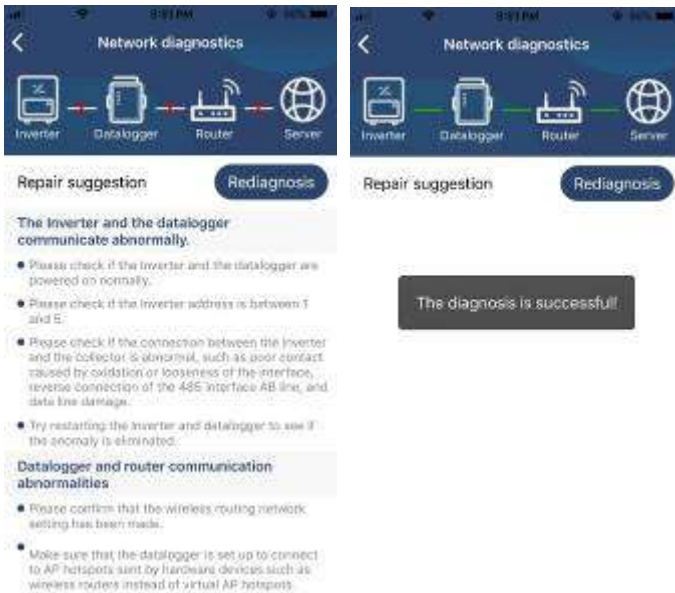 9:41 PM
Network diagnostics
Inverter
Datalogger
Router
Server
Repair suggestion
Rediagnosis
The Inverter and the datalogger
communicate abnormally.
Please check if the Inverter and the datalogger are
powered on normally.
Please check if the Inverter address is between 1
and 5.
Please check if the connection between the Inverter
and the collector is abnormal, such as poor contact
caused by oxidation or looseness of the interface,
reverse connection of the 485 interface AB line, and
data line damage.
Try restarting the Inverter and datalogger to see if
the anomaly is eliminated.
Datalogger and router communication
abnormalities
Please confirm that the wireless routing network
setting has been made.
Make sure that the datalogger is set up to connect
to AP hotspots sent by hardware devices such as
wireless routers instead of virtual AP hotspots.
Network diagnostics
Inverter
Datalogger
Router
Server
Repair suggestion
Rediagnosis
The diagnosis is successful!